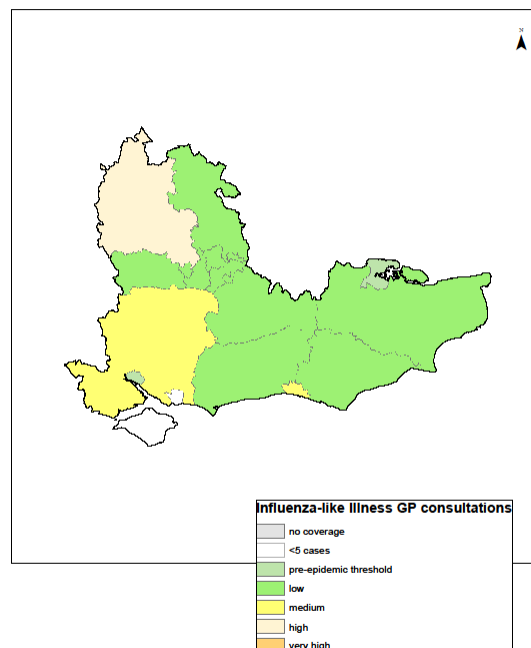 N
Influenza-like Illness GP consultations
no coverage
<5 cases
pre-epidemic threshold
low
medium
high
very high